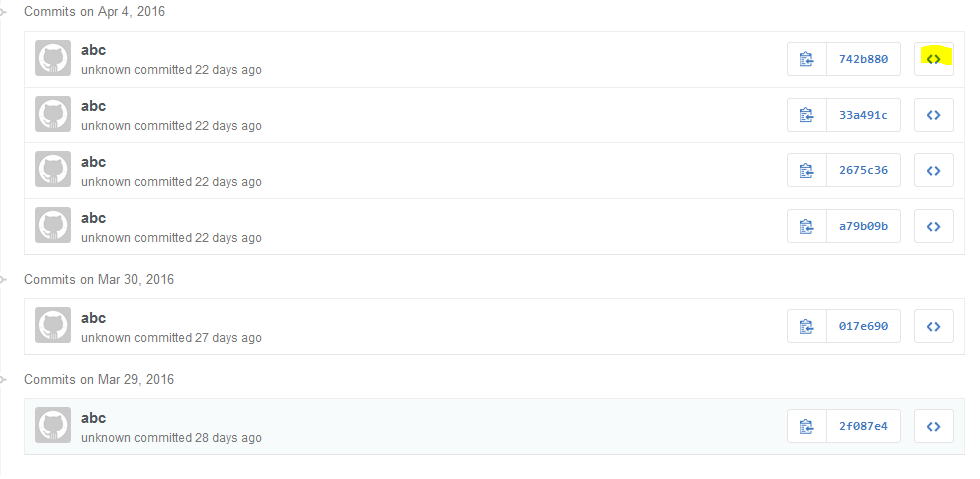 Commits on Apr 4, 2016
abc
unknown committed 22 days ago
742b880
<>
abc
unknown committed 22 days ago
33a491c
<>
abc
unknown committed 22 days ago
2675c36
<>
abc
unknown committed 22 days ago
a79b09b
<>
Commits on Mar 30, 2016
abc
unknown committed 27 days ago
017e690
<>
Commits on Mar 29, 2016
abc
unknown committed 28 days ago
2f087e4
<>